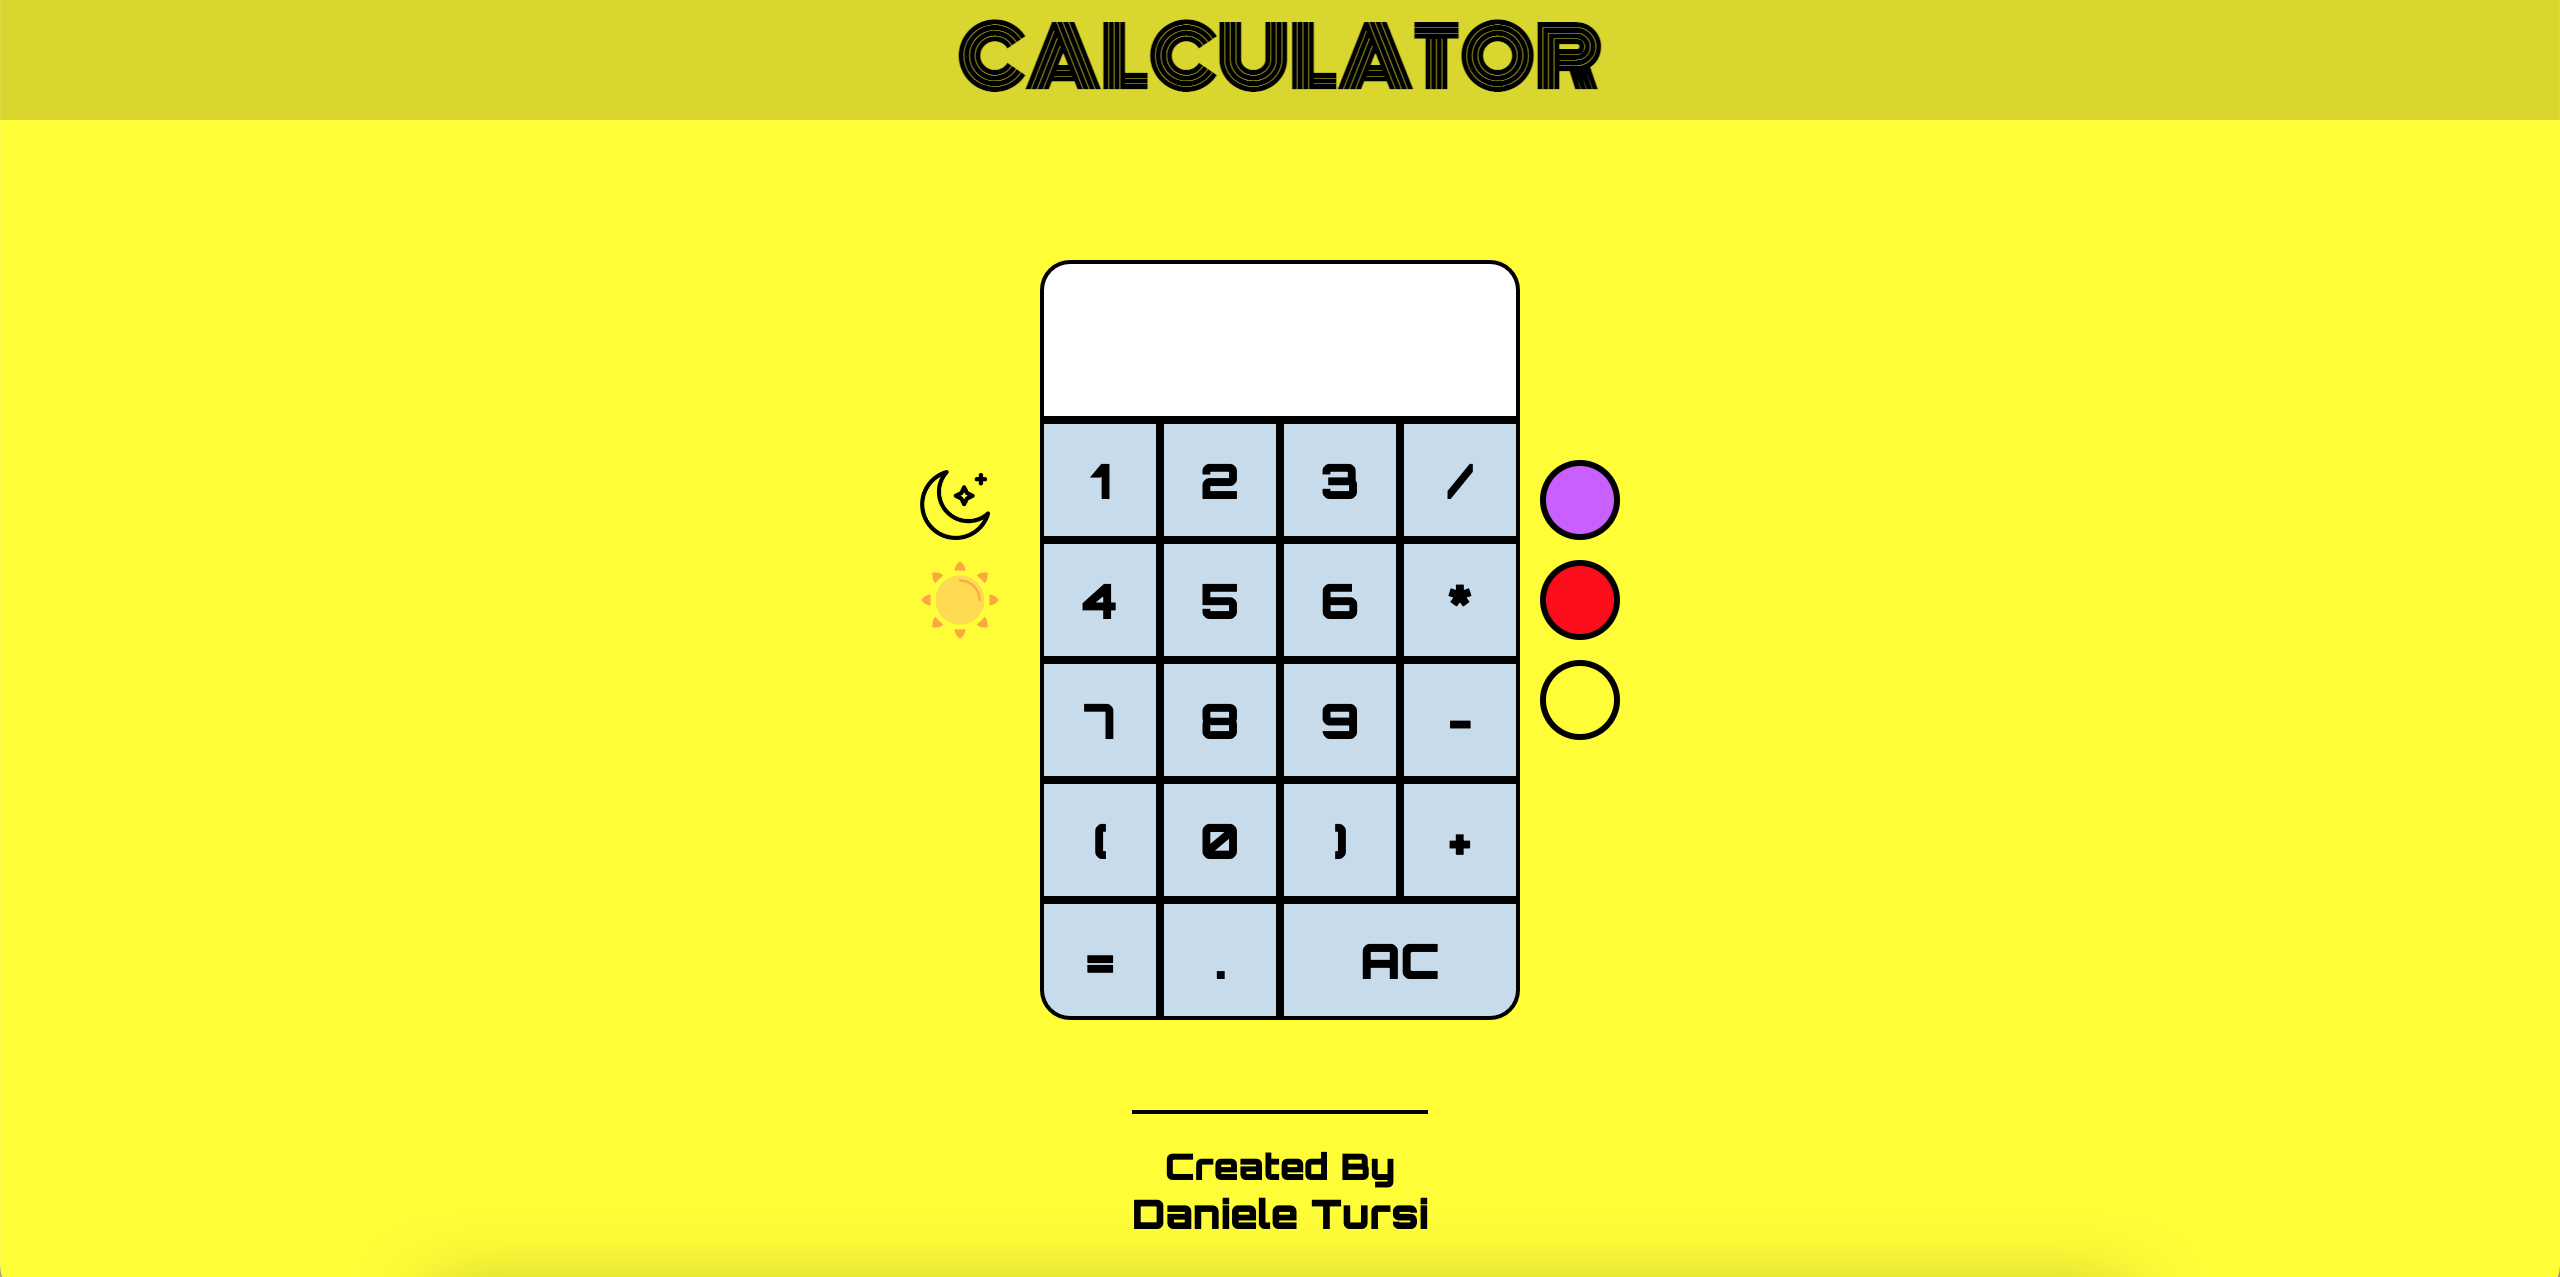 CALCULATOR
1 2 3 /
4 5 6 *
7 8 9 -
( 0 ) +
= . AC
Created By
Daniele Tursi